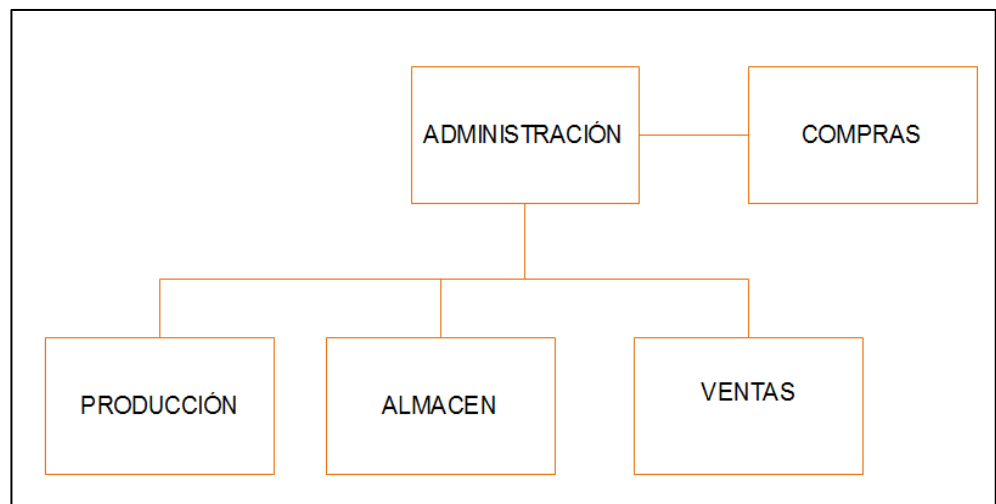 ADMINISTRACIÓN
COMPRAS
PRODUCCIÓN
ALMACEN
VENTAS